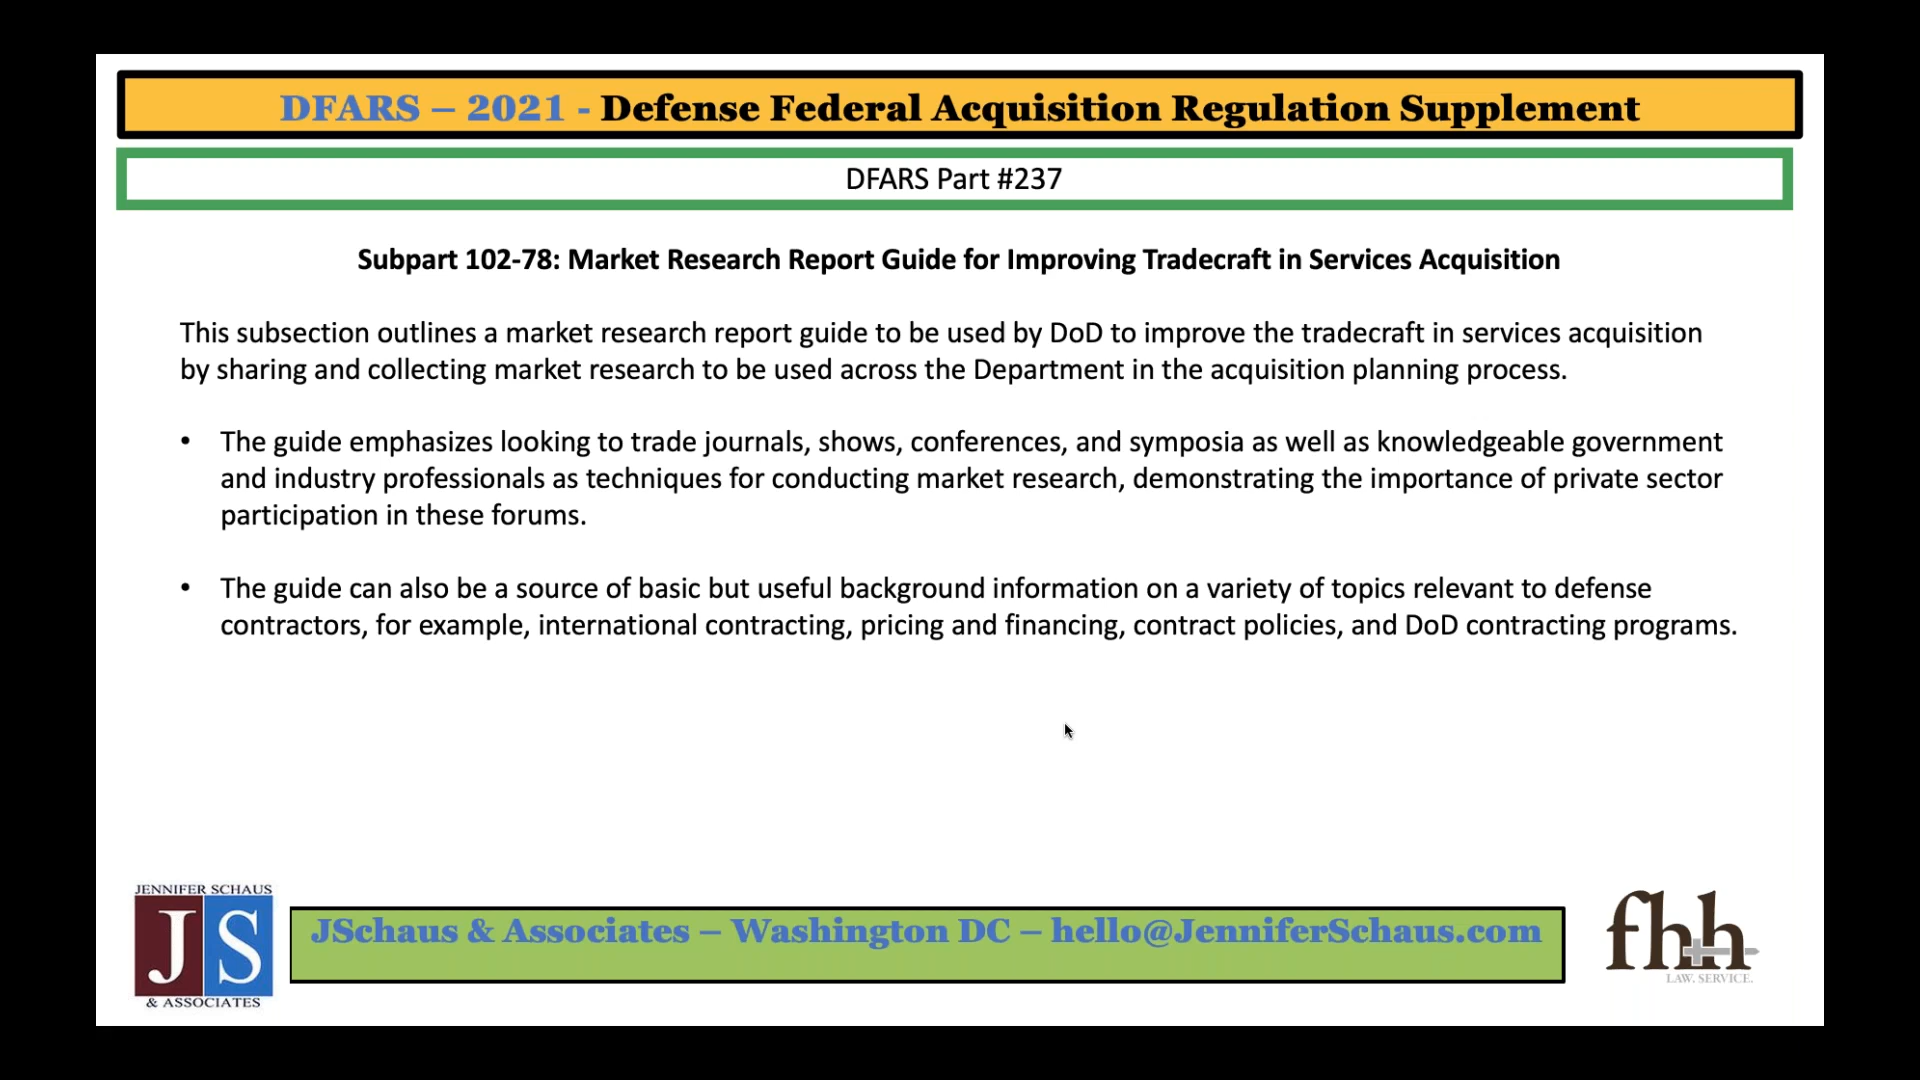 DFARS – 2021 - Defense Federal Acquisition Regulation Supplement
DFARS Part #237
Subpart 102-78: Market Research Report Guide for Improving Tradecraft in Services Acquisition
This subsection outlines a market research report guide to be used by DoD to improve the tradecraft in services acquisition
by sharing and collecting market research to be used across the Department in the acquisition planning process.
• The guide emphasizes looking to trade journals, shows, conferences, and symposia as well as knowledgeable government
and industry professionals as techniques for conducting market research, demonstrating the importance of private sector
participation in these forums.
• The guide can also be a source of basic but useful background information on a variety of topics relevant to defense
contractors, for example, international contracting, pricing and financing, contract policies, and DoD contracting programs.
JENNIFER SCHAUS
JS
& ASSOCIATES
JSchaus & Associates – Washington DC – hello@JenniferSchaus.com
fhh
LAW. SERVICE.